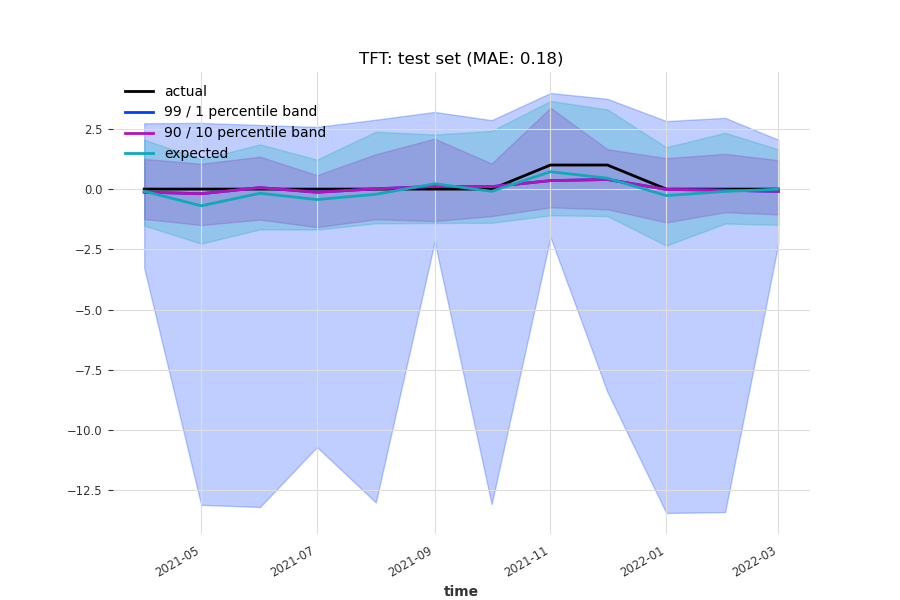 TFT: test set (MAE: 0.18)
actual
99 / 1 percentile band
90 / 10 percentile band
expected
2.5
0.0
−2.5
−5.0
−7.5
−10.0
−12.5
2021-05
2021-07
2021-09
2021-11
2022-01
2022-03
time